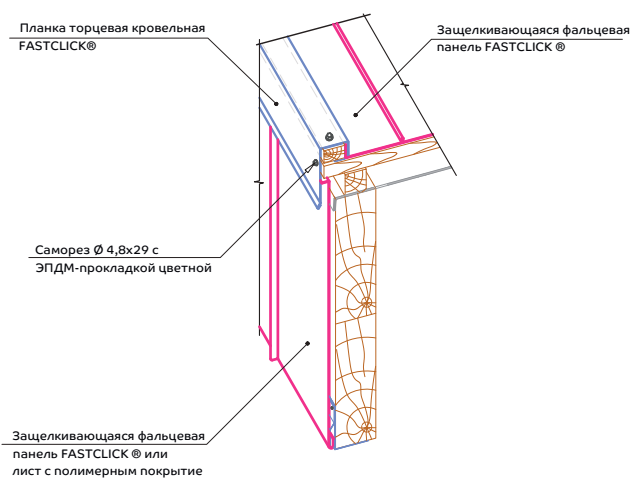 Планка торцевая кровельная
FASTCLICK®
Защелкивающаяся фальцевая
панель FASTCLICK ®
Саморез Ø 4,8х29 с
ЭПДМ-прокладкой цветной
Защелкивающаяся фальцевая
панель FASTCLICK ® или
лист с полимерным покрытие